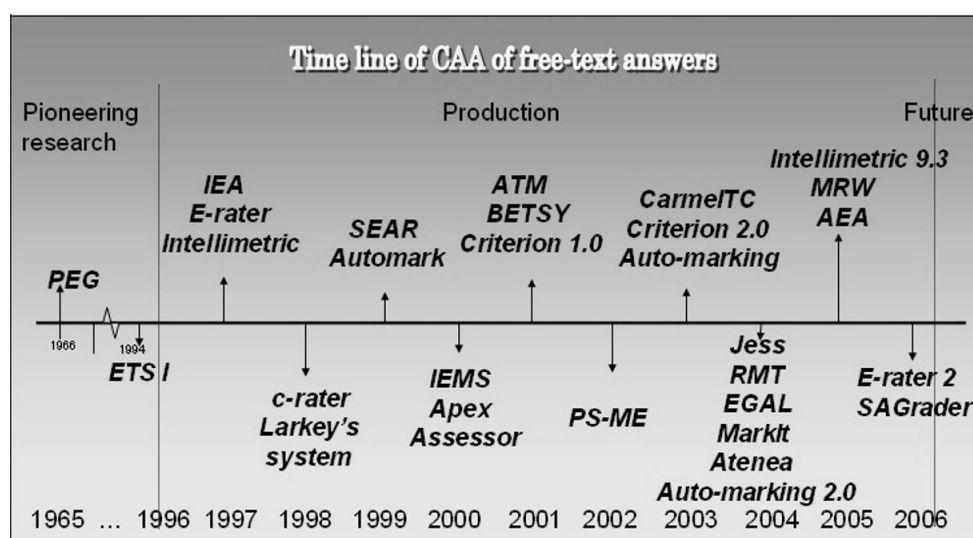 Time line of CAA of free-text answers
Pioneering
research
Production
Future
PEG
1966
1994
ETS I
IEA
E-rater
Intellimetric
c-rater
Larkey's
system
SEAR
Automark
IEMS
Apex
Assessor
ATM
BETSY
Criterion 1.0
PS-ME
CarmelTC
Criterion 2.0
Auto-marking
Jess
RMT
EGAL
MarkIt
Atenea
Auto-marking 2.0
Intellimetric 9.3
MRW
AEA
E-rater 2
SAGrader
1965 ... 1996 1997 1998 1999 2000 2001 2002 2003 2004 2005 2006